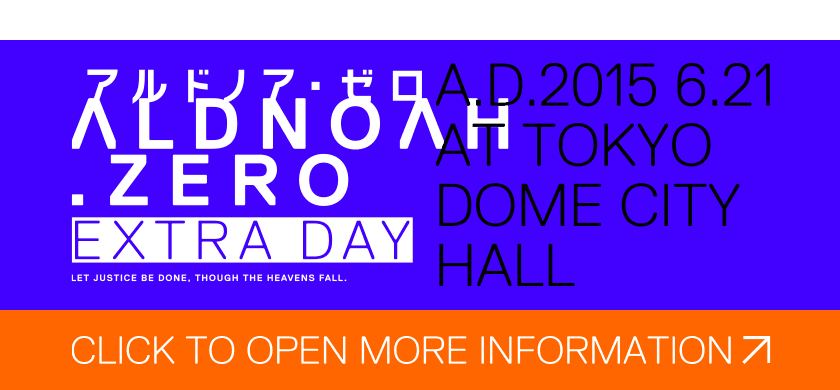 アルドノア・ゼロ
ALDNOAH
.ZERO
EXTRA DAY
LET JUSTICE BE DONE, THOUGH THE HEAVENS FALL.
A.D.2015 6.21
AT TOKYO
DOME CITY
HALL
CLICK TO OPEN MORE INFORMATION